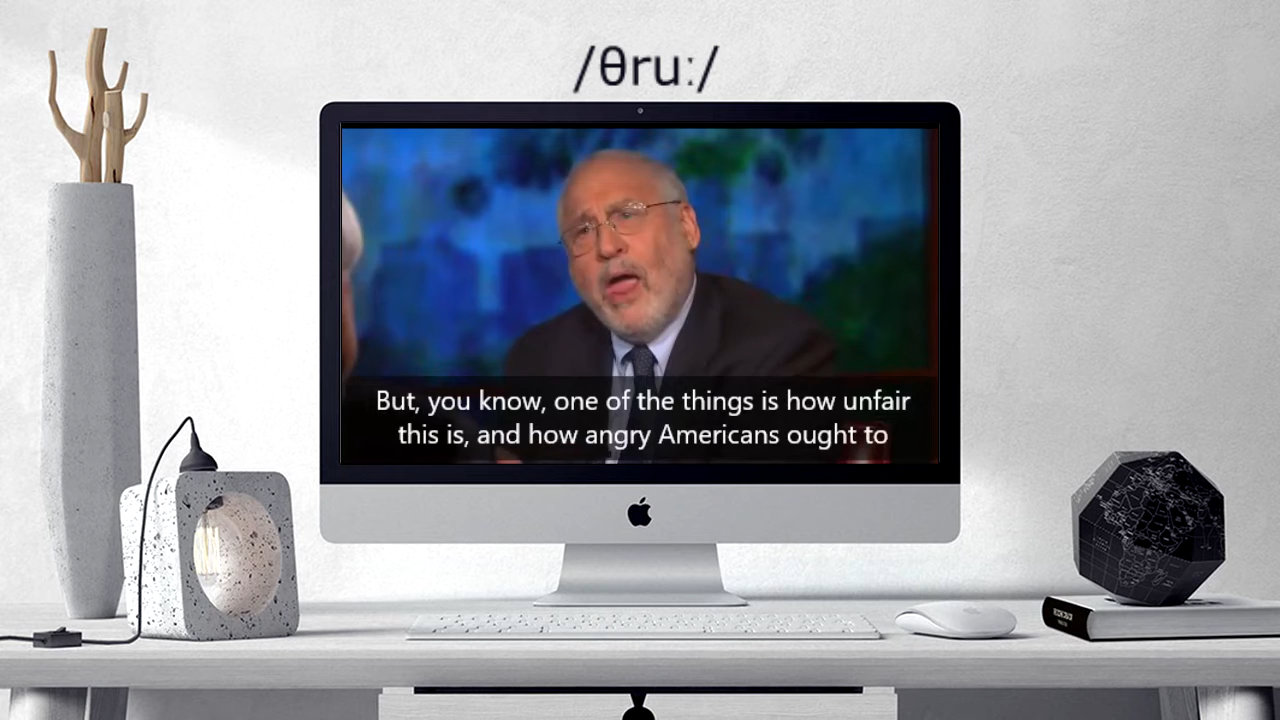 /θruː/
But, you know, one of the things is how unfair
this is, and how angry Americans ought to